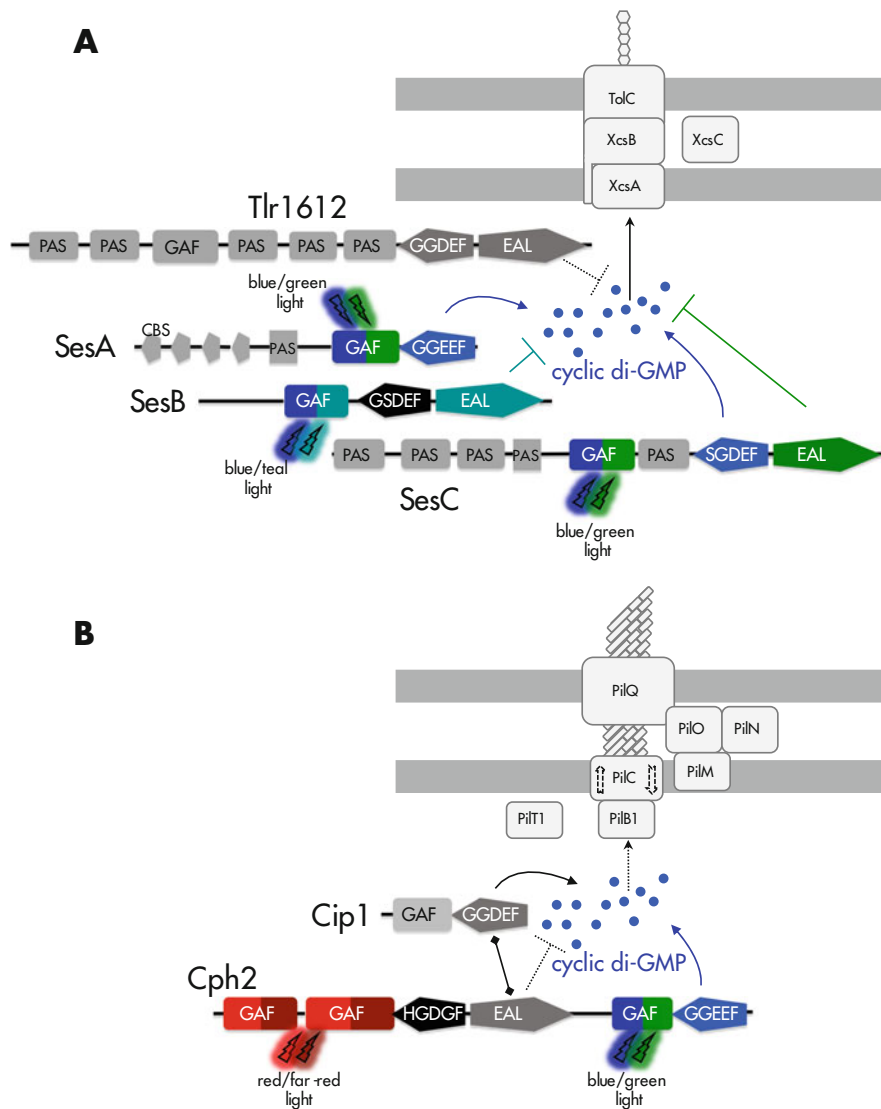 A
TolC
XcsB
XcsC
XcsA
Tlr1612
PAS PAS GAF PAS PAS PAS GGDEF EAL
blue/green
light
CBS
SesA
PAS GAF GGEEF
cyclic di-GMP
SesB
GAF GSDEF EAL
blue/teal
light
PAS PAS PAS PAS GAF PAS SGDEF EAL
SesC
blue/green
light
B
PilQ
PilO PilN
PilC PilM
PilT1 PilB1
Cip1
GAF GGDEF
cyclic di-GMP
Cph2
GAF GAF HGDGF EAL GAF GGEEF
red/far-red
light
blue/green
light